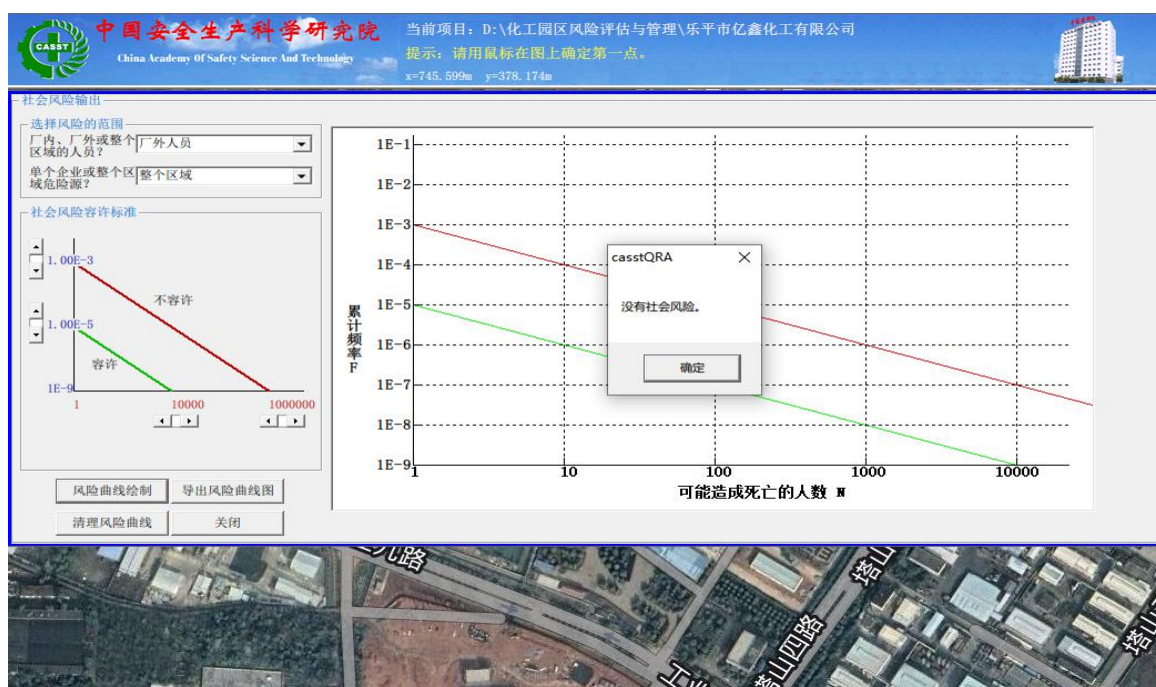 中国安全生产科学研究院
China Academy Of Safety Science And Technology
CASST
当前项目：D:\化工园区风险评估与管理\乐平市亿鑫化工有限公司
提示：请用鼠标在图上确定第一点。
x=745.599m y=378.174m
社会风险输出
选择风险的范围
厂内、厂外或整个区域的人员？
厂外人员
单个企业或整个区域危险源？
整个区域
社会风险容许标准
1.00E-3
不容许
1.00E-5
容许
1E-9
1 10000 1000000
风险曲线绘制 导出风险曲线图
清理风险曲线 关闭
1E-1
1E-2
1E-3
1E-4
1E-5
1E-6
1E-7
1E-8
1E-9
累计频率F
1 10 100 1000 10000
可能造成死亡的人数 N
casstQRA
没有社会风险。
确定
塔山四路
塔山
工业
九路